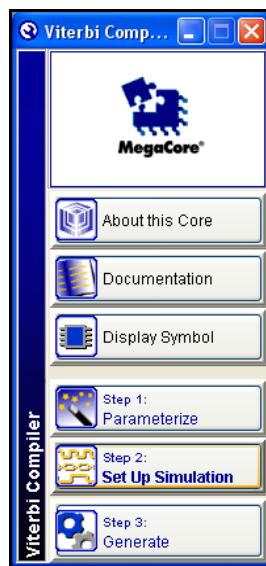 Viterbi Comp...
MegaCore®
About this Core
Documentation
Display Symbol
Step 1:
Parameterize
Step 2:
Set Up Simulation
Step 3:
Generate
Viterbi Compiler